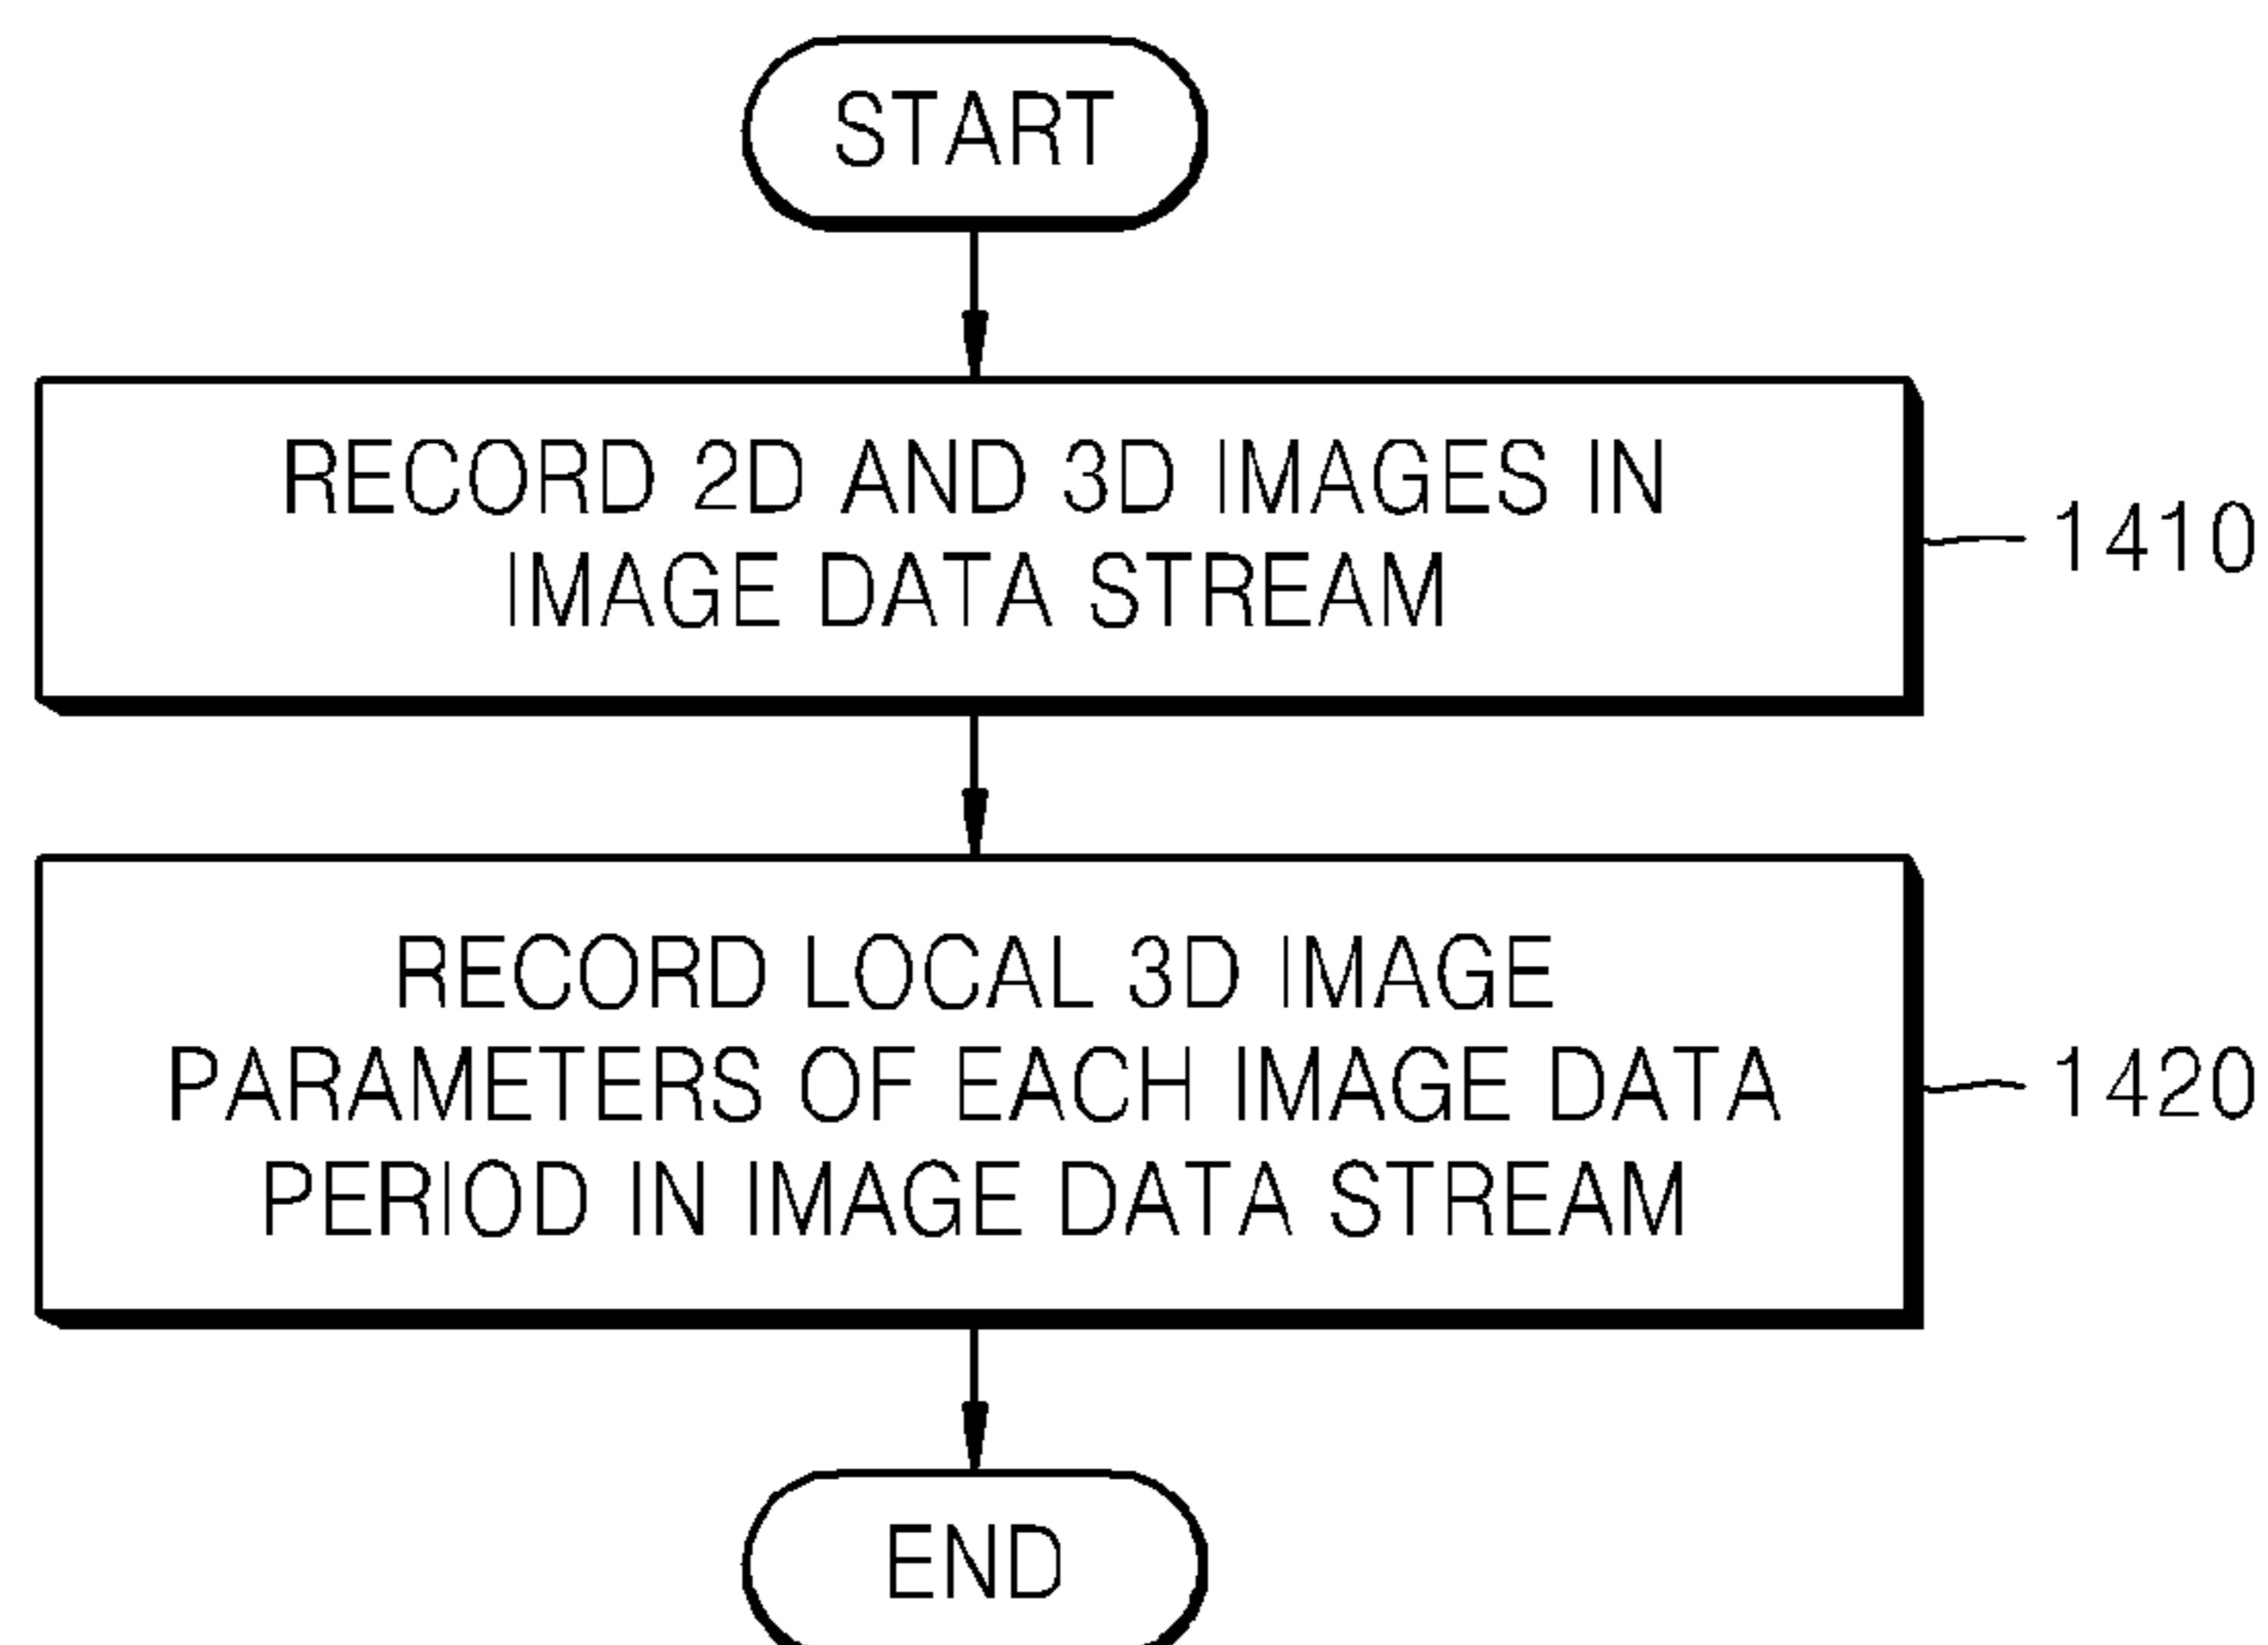 START
RECORD 2D AND 3D IMAGES IN
IMAGE DATA STREAM
1410
RECORD LOCAL 3D IMAGE
PARAMETERS OF EACH IMAGE DATA
PERIOD IN IMAGE DATA STREAM
1420
END